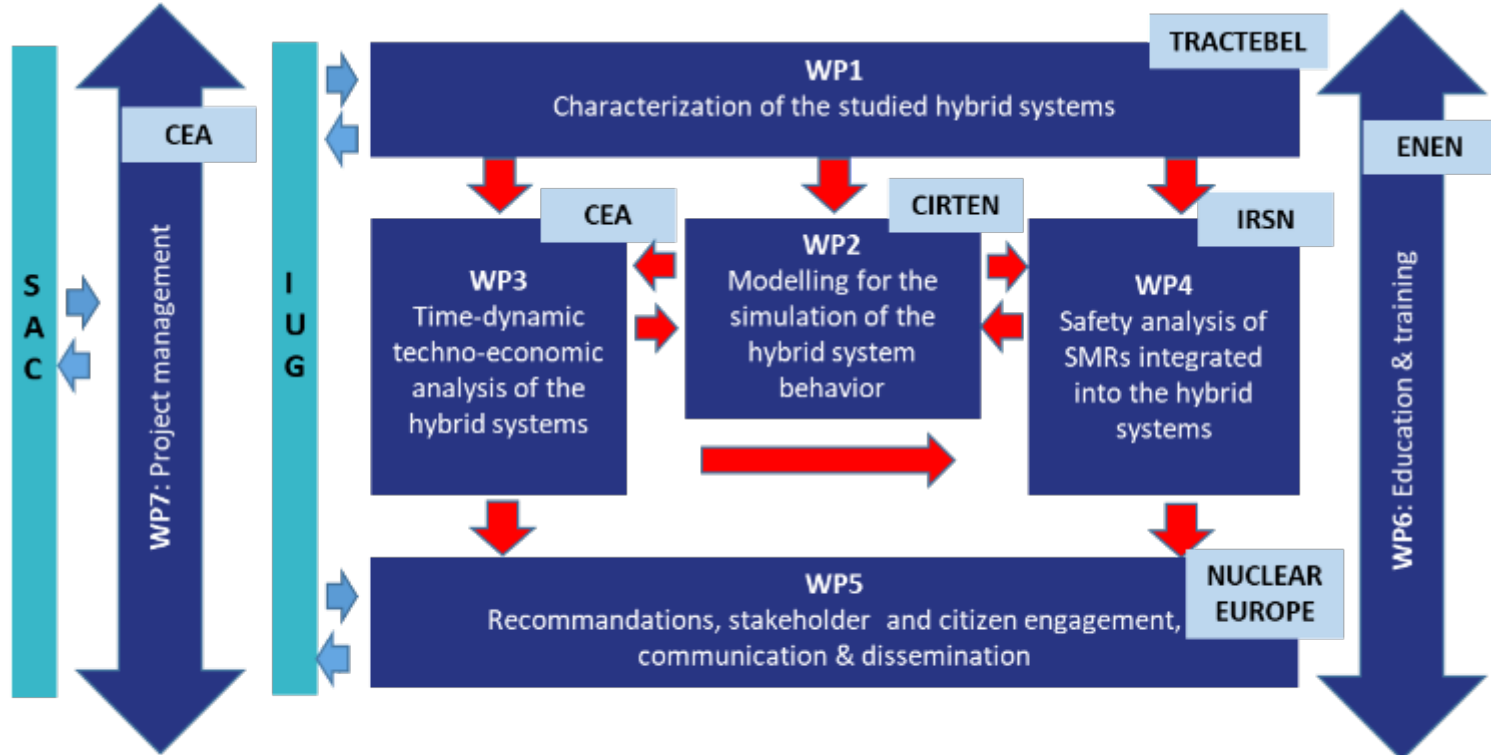 TRACTEBEL
WP1
Characterization of the studied hybrid systems
CEA
ENEN
S
A
C
WP7: Project management
I
U
G
CEA
WP3
Time-dynamic
techno-economic
analysis of the
hybrid systems
CIRTEN
WP2
Modelling for the
simulation of the
hybrid system
behavior
IRSN
WP4
Safety analysis of
SMRs integrated
into the hybrid
systems
WP6: Education & training
NUCLEAR
EUROPE
WP5
Recommandations, stakeholder and citizen engagement,
communication & dissemination